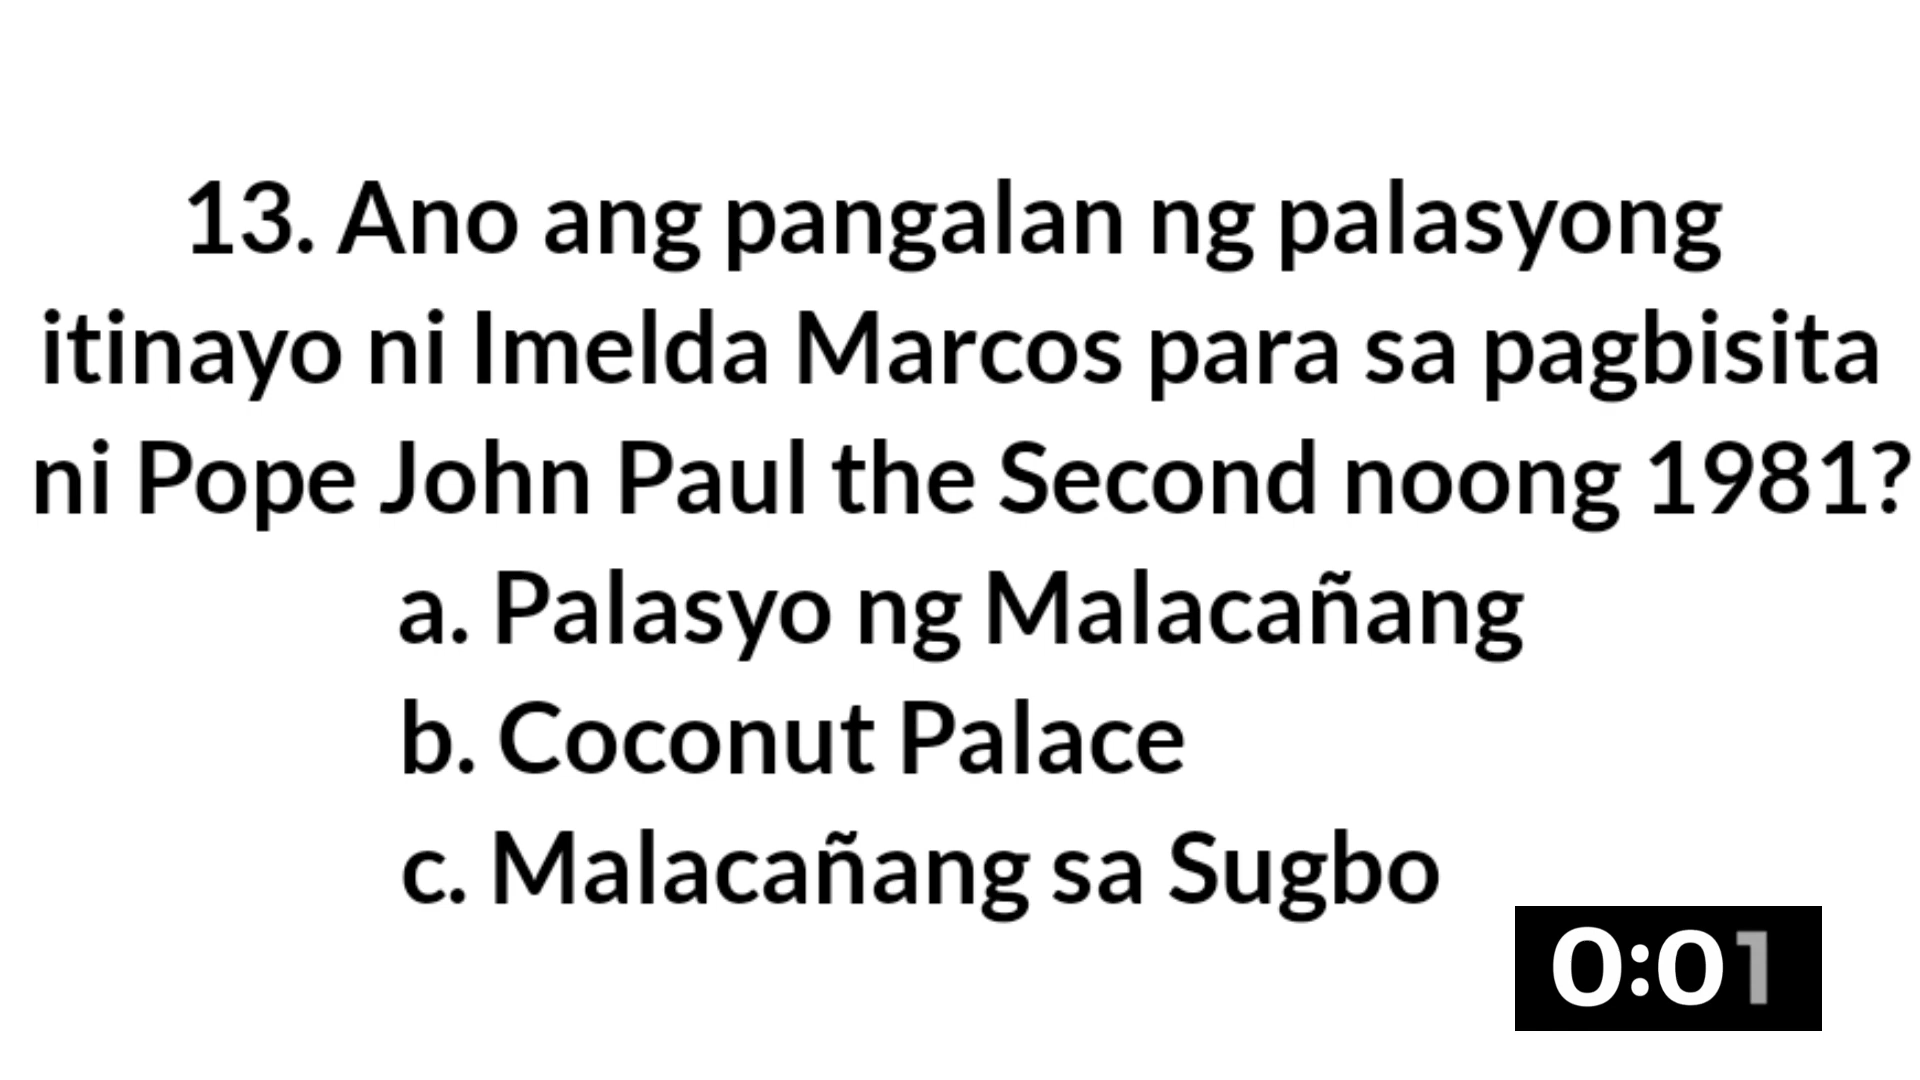 13. Ano ang pangalan ng palasyong
itinayo ni Imelda Marcos para sa pagbisita
ni Pope John Paul the Second noong 1981?
a. Palasyo ng Malacañang
b. Coconut Palace
c. Malacañang sa Sugbo
0:01